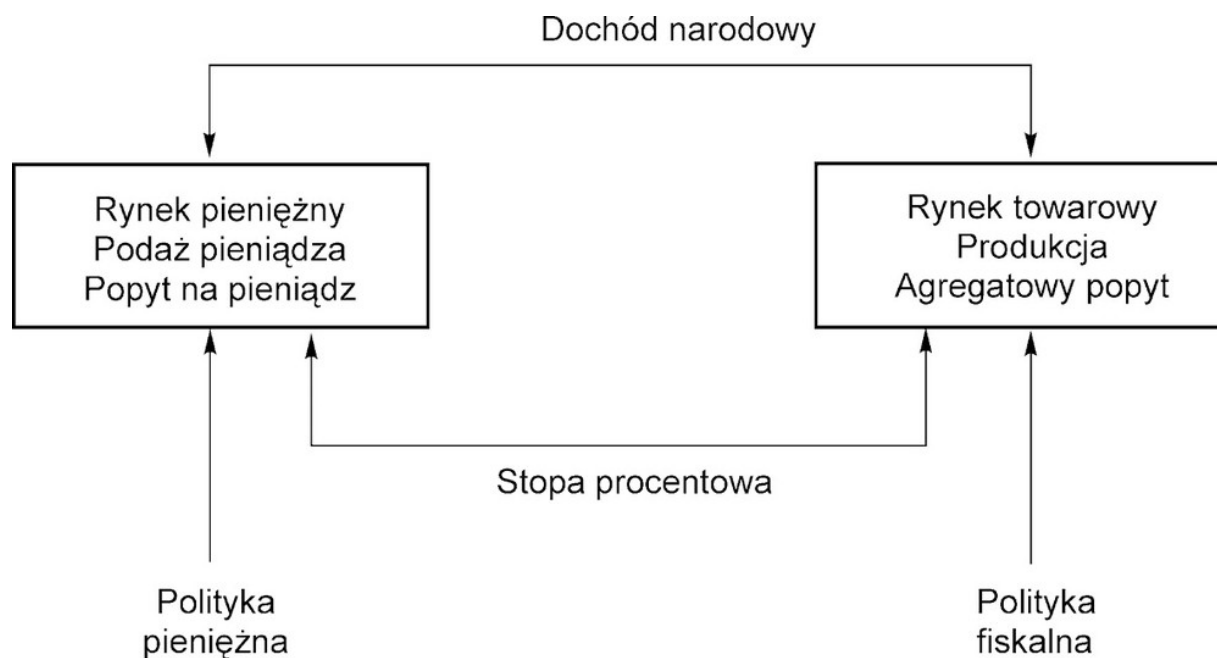 Dochód narodowy
Rynek pieniężny
Podaż pieniądza
Popyt na pieniądz
Rynek towarowy
Produkcja
Agregatowy popyt
Stopa procentowa
Polityka
pieniężna
Polityka
fiskalna